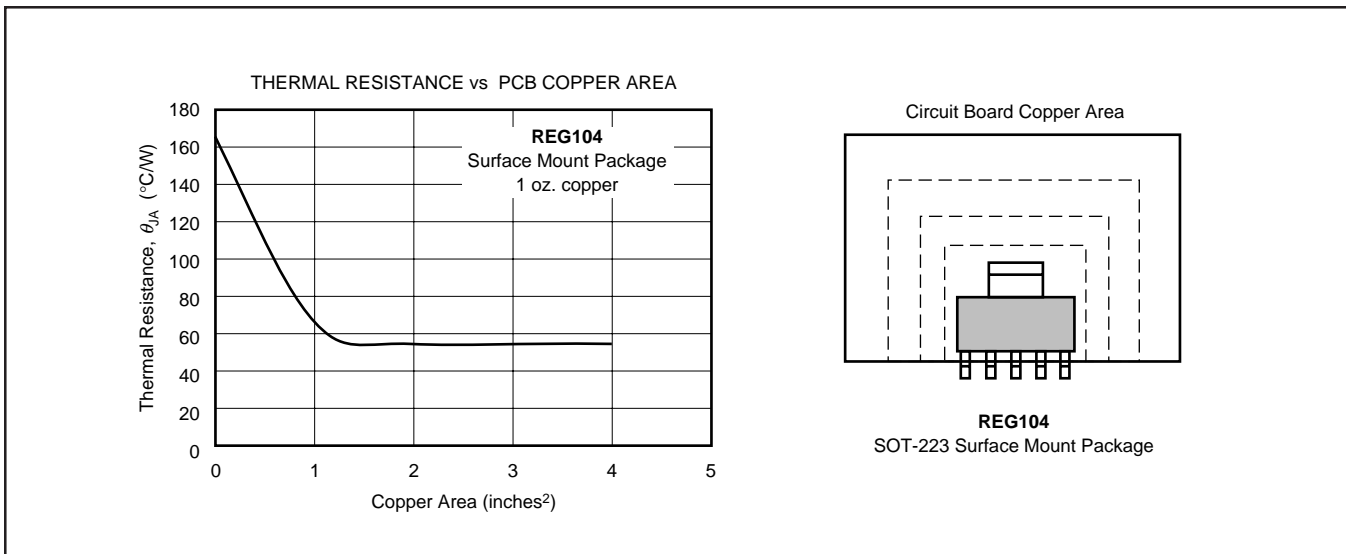 THERMAL RESISTANCE vs PCB COPPER AREA
Thermal Resistance, θJA (°C/W)
180
160
140
120
100
80
60
40
20
0
REG104
Surface Mount Package
1 oz. copper
0 1 2 3 4 5
Copper Area (inches²)
Circuit Board Copper Area
REG104
SOT-223 Surface Mount Package